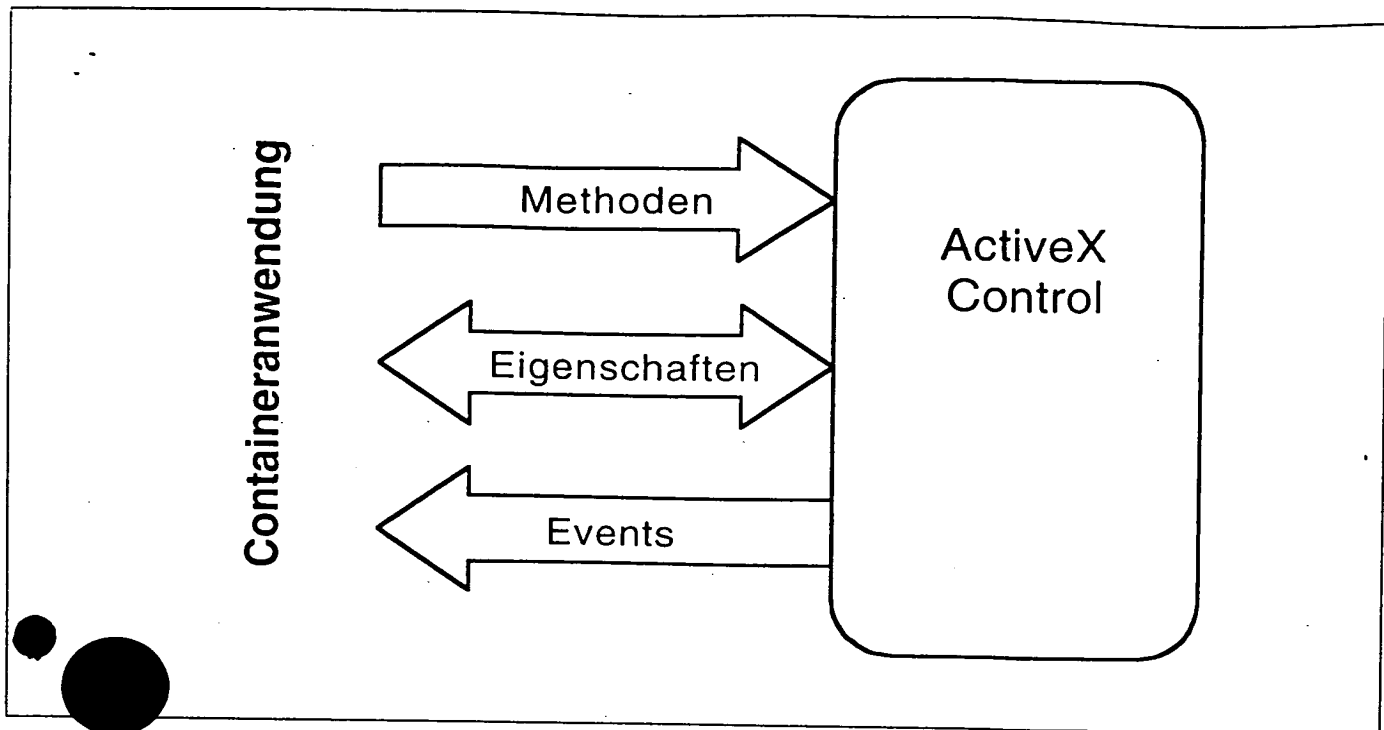 Containeranwendung
Methoden
Eigenschaften
Events
ActiveX
Control